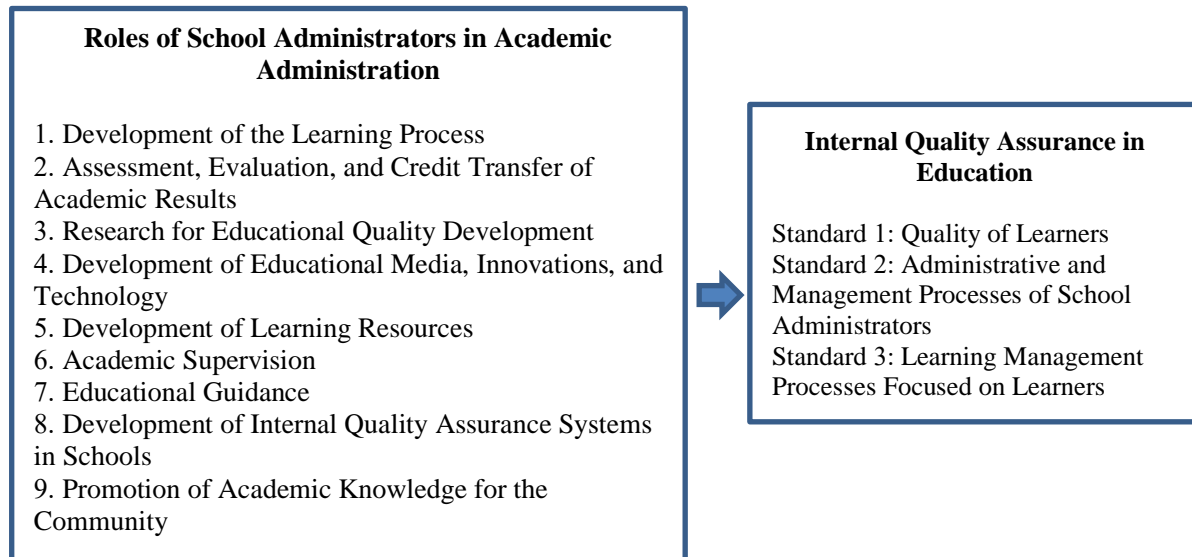 Roles of School Administrators in Academic
Administration
1. Development of the Learning Process
2. Assessment, Evaluation, and Credit Transfer of
Academic Results
3. Research for Educational Quality Development
4. Development of Educational Media, Innovations, and
Technology
5. Development of Learning Resources
6. Academic Supervision
7. Educational Guidance
8. Development of Internal Quality Assurance Systems
in Schools
9. Promotion of Academic Knowledge for the
Community
Internal Quality Assurance in
Education
Standard 1: Quality of Learners
Standard 2: Administrative and
Management Processes of School
Administrators
Standard 3: Learning Management
Processes Focused on Learners